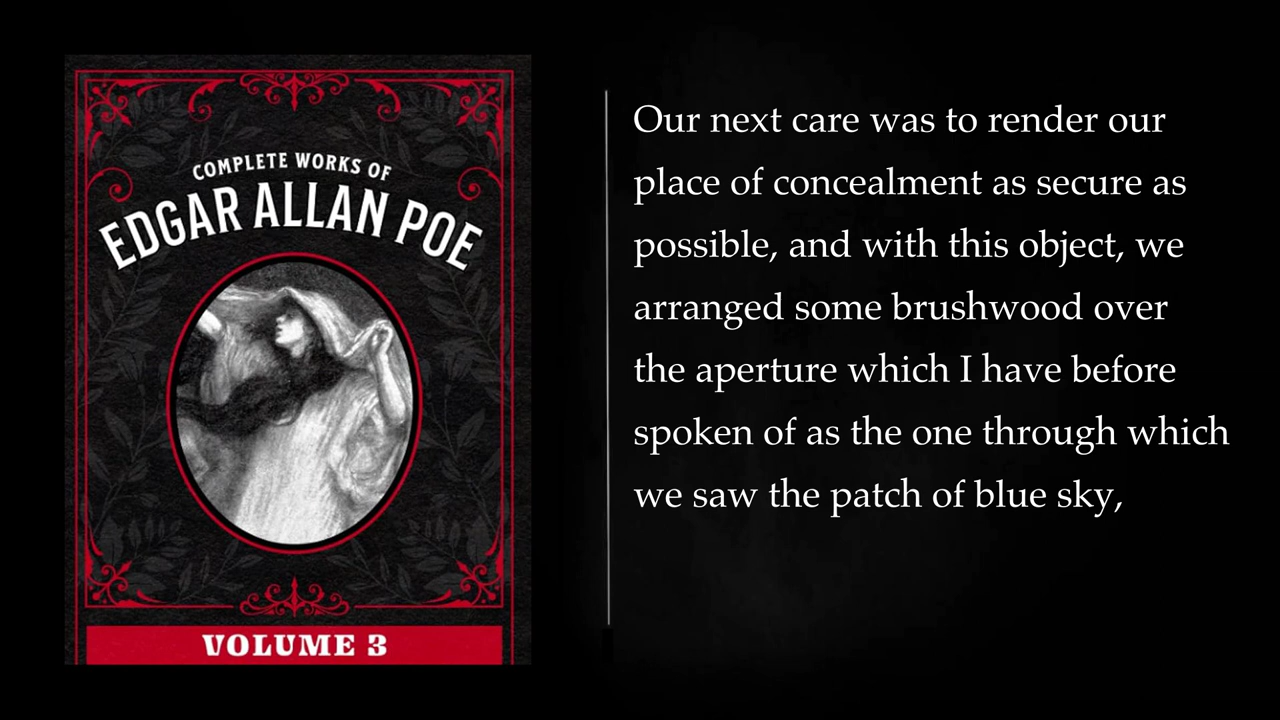 COMPLETE WORKS OF
EDGAR ALLAN POE
VOLUME 3
Our next care was to render our
place of concealment as secure as
possible, and with this object, we
arranged some brushwood over
the aperture which I have before
spoken of as the one through which
we saw the patch of blue sky,